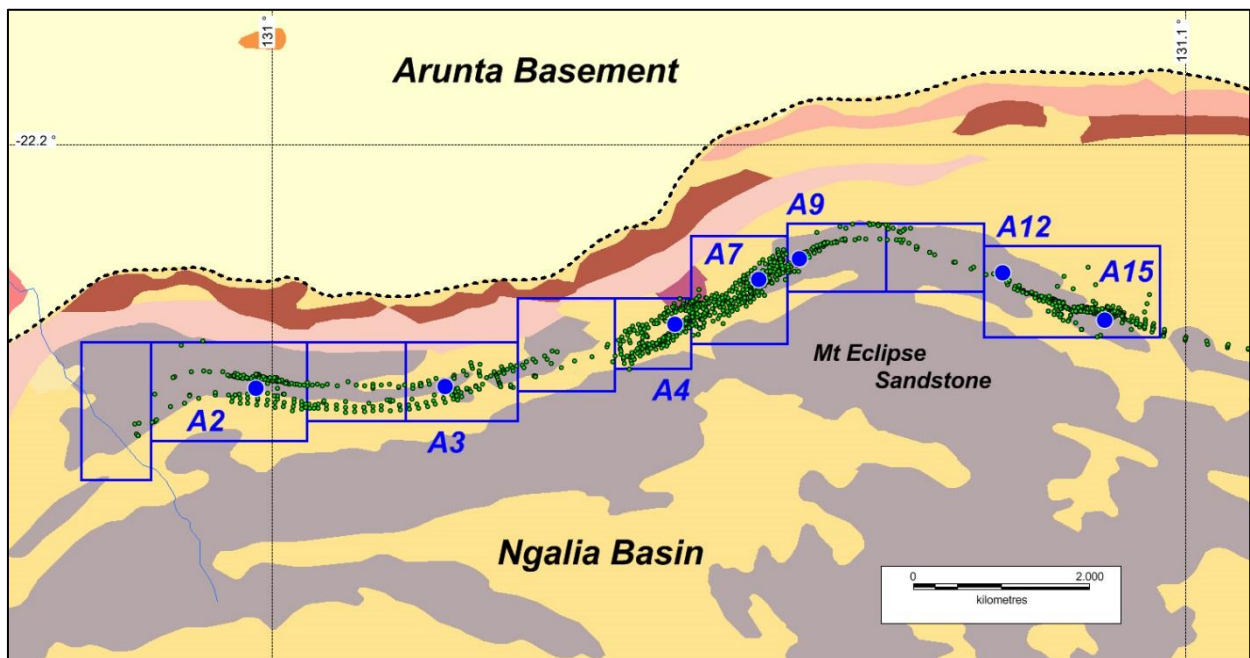 131 °
131.1 °
Arunta Basement
-22.2 °
A9
A7
A12
A15
Mt Eclipse
Sandstone
A4
A2
A3
Ngalia Basin
0
2.000
kilometres